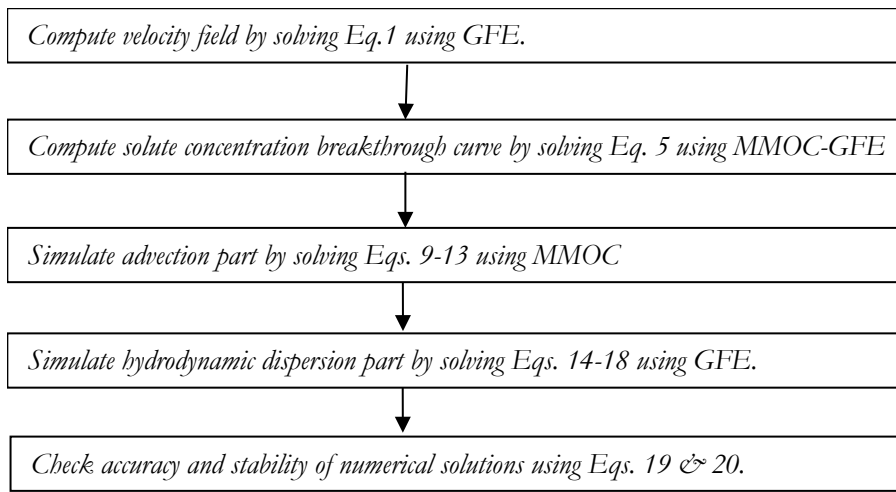 Compute velocity field by solving Eq.1 using GFE.
Compute solute concentration breakthrough curve by solving Eq. 5 using MMOC-GFE
Simulate advection part by solving Eqs. 9-13 using MMOC
Simulate hydrodynamic dispersion part by solving Eqs. 14-18 using GFE.
Check accuracy and stability of numerical solutions using Eqs. 19 & 20.